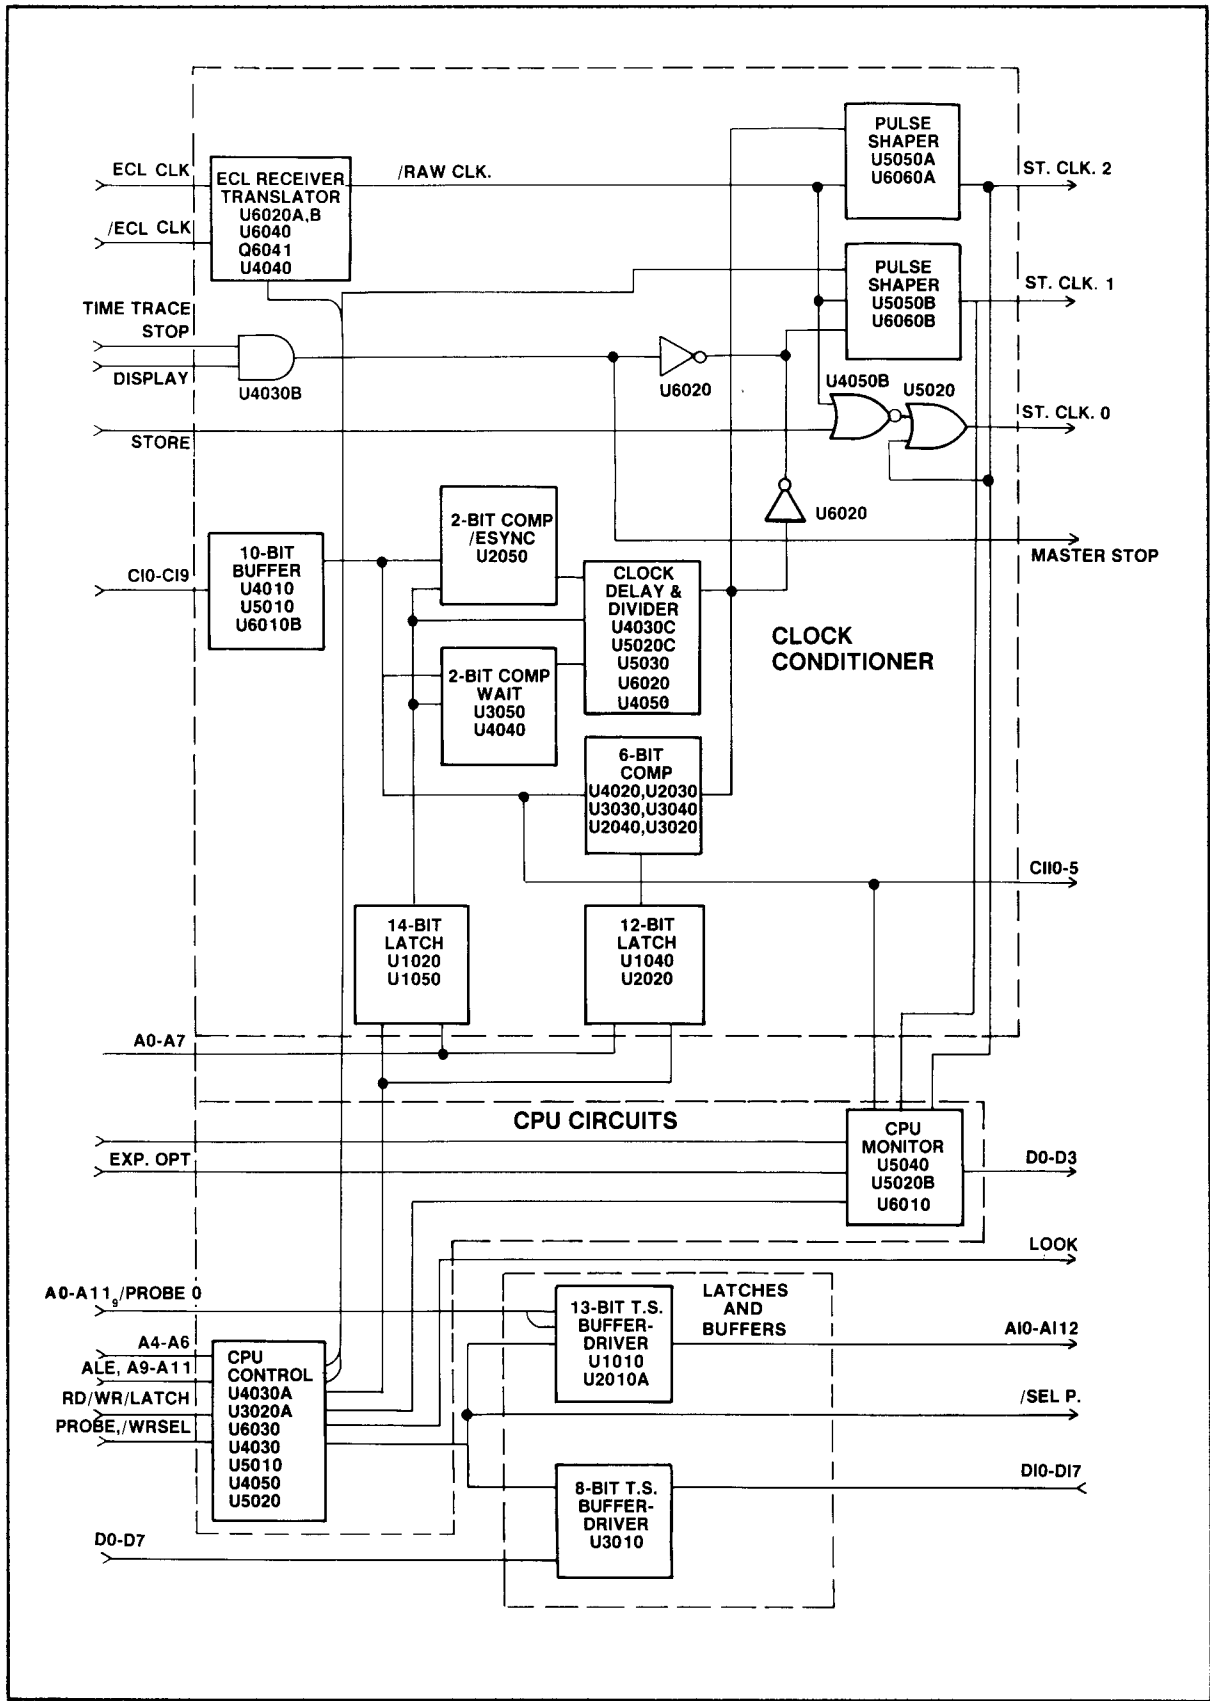 ECL CLK
/ECL CLK
ECL RECEIVER
TRANSLATOR
U6020A,B
U6040
Q6041
U4040
/RAW CLK.
PULSE
SHAPER
U5050A
U6060A
ST. CLK. 2
PULSE
SHAPER
U5050B
U6060B
ST. CLK. 1
TIME TRACE
STOP
DISPLAY
U4030B
U6020
U4050B
U5020
ST. CLK. 0
STORE
U6020
MASTER STOP
CI0-CI9
10-BIT
BUFFER
U4010
U5010
U6010B
2-BIT COMP
/ESYNC
U2050
CLOCK
DELAY &
DIVIDER
U4030C
U5020C
U5030
U6020
U4050
CLOCK
CONDITIONER
2-BIT COMP
WAIT
U3050
U4040
6-BIT
COMP
U4020,U2030
U3030,U3040
U2040,U3020
CII0-5
14-BIT
LATCH
U1020
U1050
12-BIT
LATCH
U1040
U2020
A0-A7
CPU CIRCUITS
EXP. OPT
CPU
MONITOR
U5040
U5020B
U6010
D0-D3
LOOK
A0-A11,/PROBE 0
13-BIT T.S.
BUFFER-
DRIVER
U1010
U2010A
LATCHES
AND
BUFFERS
AI0-AI12
A4-A6
ALE, A9-A11
RD/WR/LATCH
PROBE,/WRSEL
CPU
CONTROL
U4030A
U3020A
U6030
U4030
U5010
U4050
U5020
/SEL P.
8-BIT T.S.
BUFFER-
DRIVER
U3010
DI0-DI7
D0-D7